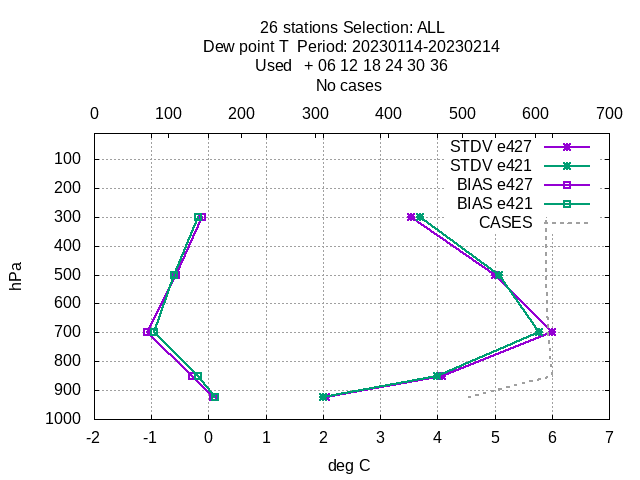 26 stations Selection: ALL
Dew point T  Period: 20230114-20230214
Used   + 06 12 18 24 30 36
No cases
0 100 200 300 400 500 600 700
STDV e427
STDV e421
BIAS e427
BIAS e421
CASES
100
200
300
400
500
600
700
800
900
1000
hPa
-2 -1 0 1 2 3 4 5 6 7
deg C